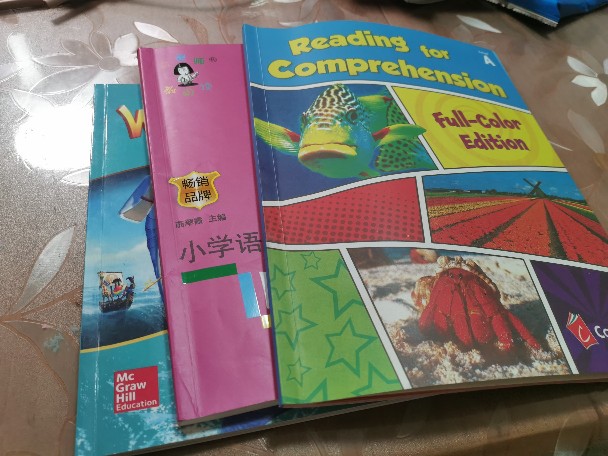 Reading for
Comprehension
A
Full-Color
Edition
畅销
品牌
主编
小学语
W
Mc
Graw
Hill
Education